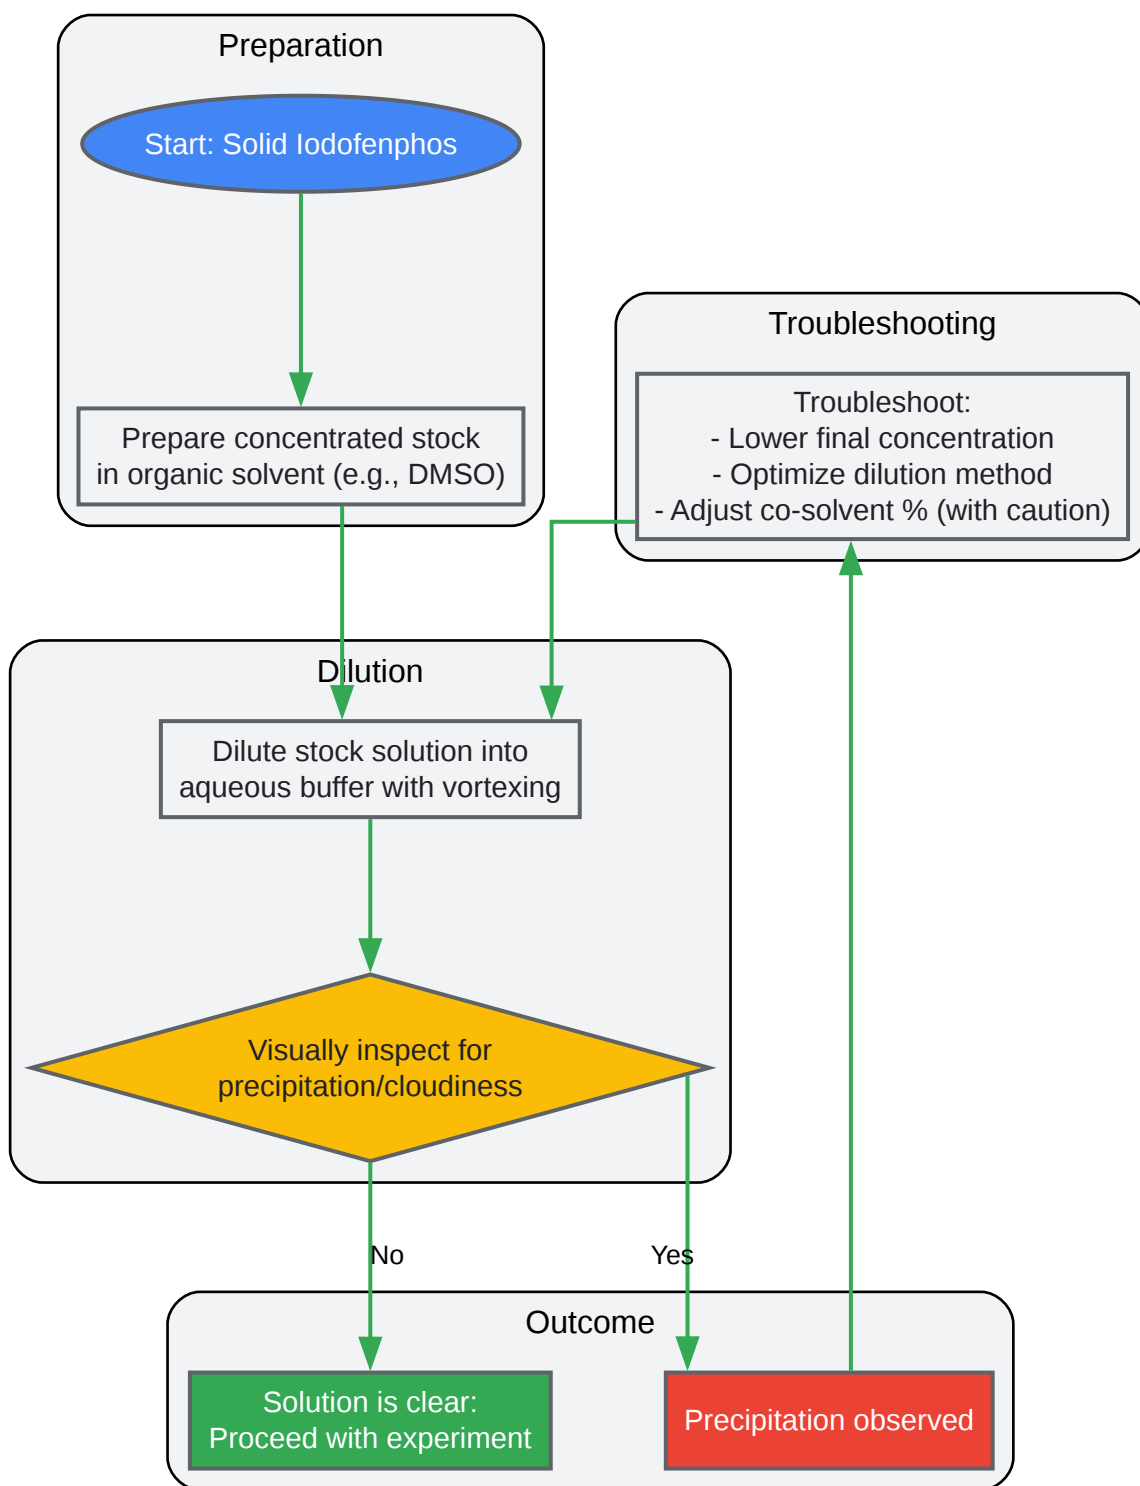 Preparation
Start: Solid Iodofenphos
Prepare concentrated stock
in organic solvent (e.g., DMSO)
Troubleshooting
Troubleshoot:
- Lower final concentration
- Optimize dilution method
- Adjust co-solvent % (with caution)
Dilution
Dilute stock solution into
aqueous buffer with vortexing
Visually inspect for
precipitation/cloudiness
No
Yes
Outcome
Solution is clear:
Proceed with experiment
Precipitation observed